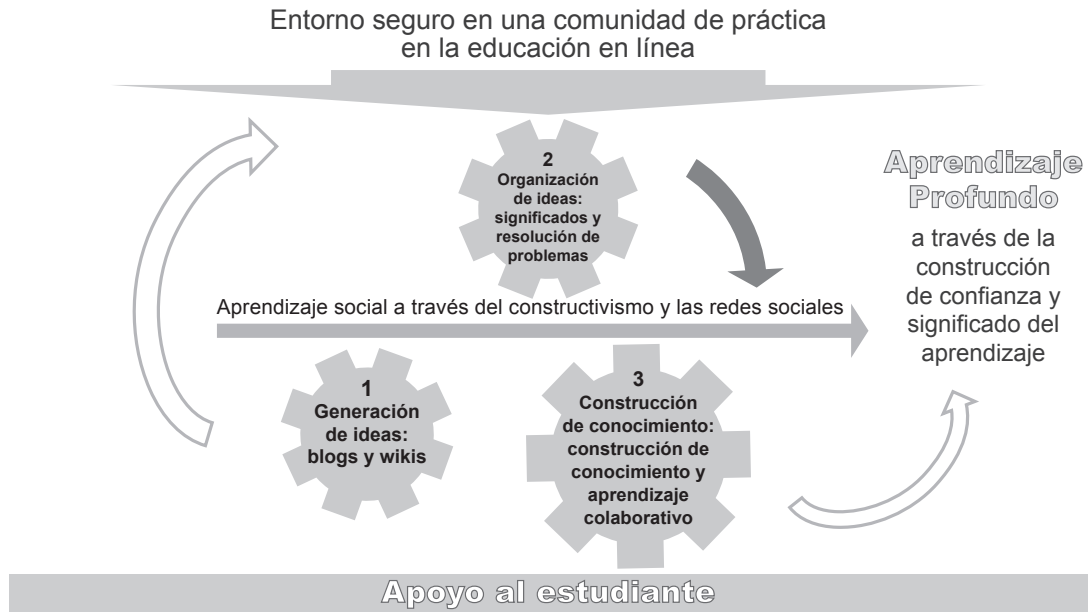 Entorno seguro en una comunidad de práctica
en la educación en línea
2
Organización
de ideas:
significados y
resolución de
problemas
Aprendizaje
Profundo
a través de la
construcción
de confianza y
significado del
aprendizaje
Aprendizaje social a través del constructivismo y las redes sociales
1
Generación
de ideas:
blogs y wikis
3
Construcción
de conocimiento:
construcción de
conocimiento y
aprendizaje
colaborativo
Apoyo al estudiante